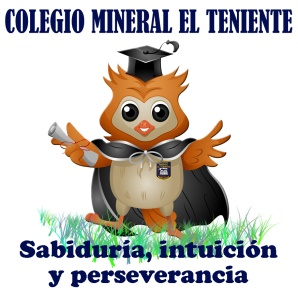 COLEGIO MINERAL EL TENIENTE
Sabiduría, intuición
y perseverancia